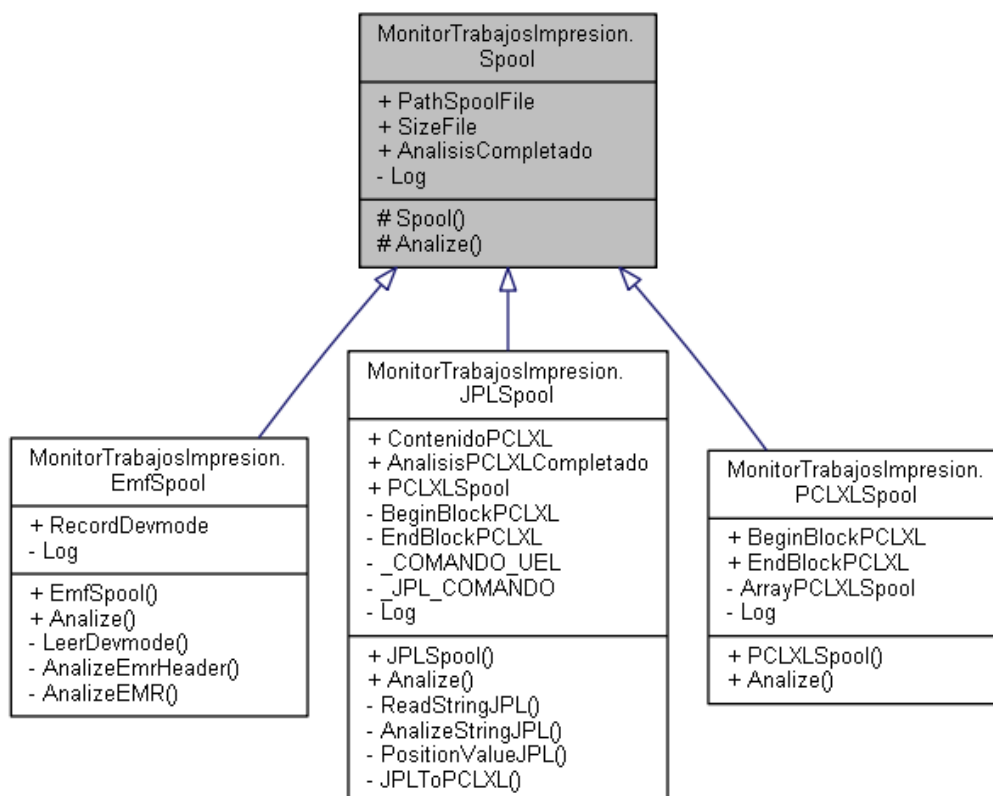 MonitorTrabajosImpresion.
Spool
+ PathSpoolFile
+ SizeFile
+ AnalisisCompletado
- Log
# Spool()
# Analize()
MonitorTrabajosImpresion.
EmfSpool
+ RecordDevmode
- Log
+ EmfSpool()
+ Analize()
- LeerDevmode()
- AnalizeEmrHeader()
- AnalizeEMR()
MonitorTrabajosImpresion.
JPLSpool
+ ContenidoPCLXL
+ AnalisisPCLXLCompletado
+ PCLXLSpool
- BeginBlockPCLXL
- EndBlockPCLXL
- _COMANDO_UEL
- _JPL_COMANDO
- Log
+ JPLSpool()
+ Analize()
- ReadStringJPL()
- AnalizeStringJPL()
- PositionValueJPL()
- JPLToPCLXL()
MonitorTrabajosImpresion.
PCLXLSpool
+ BeginBlockPCLXL
+ EndBlockPCLXL
- ArrayPCLXLSpool
- Log
+ PCLXLSpool()
+ Analize()